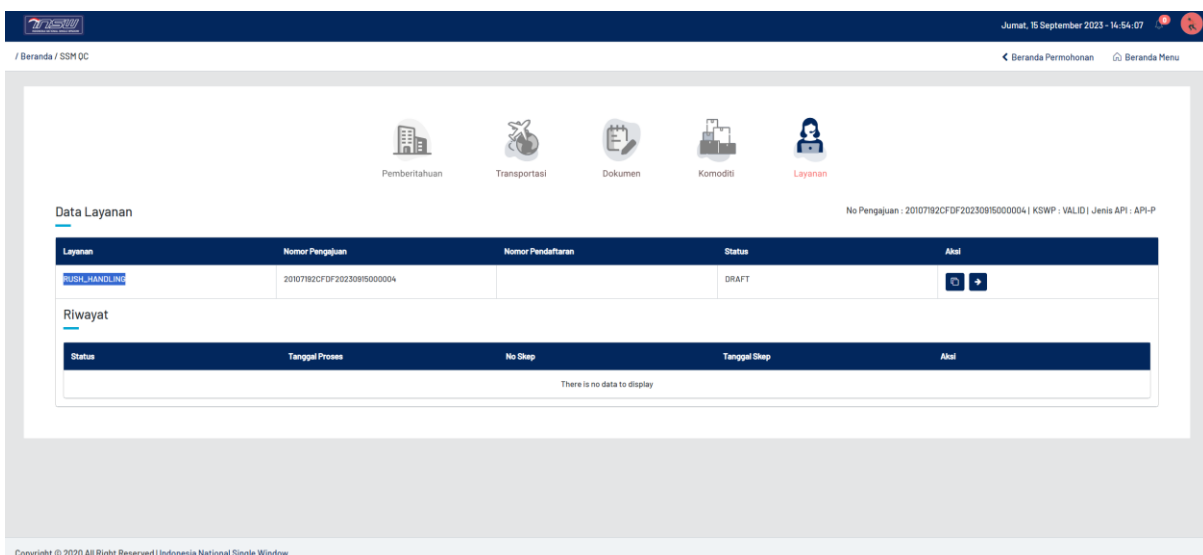 INSW
Jumat, 15 September 2023 - 14:54:07
0
/ Beranda / SSM QC
Beranda Permohonan
Beranda Menu
Pemberitahuan
Transportasi
Dokumen
Komoditi
Layanan
Data Layanan
No Pengajuan : 20107192CFDF20230915000004 | KSWP : VALID | Jenis API : API-P
Layanan Nomor Pengajuan Nomor Pendaftaran Status Aksi
RUSH_HANDLING 20107192CFDF20230915000004 DRAFT
Riwayat
Status Tanggal Proses No Skep Tanggal Skep Aksi
There is no data to display
Copyright © 2020 All Right Reserved | Indonesia National Single Window